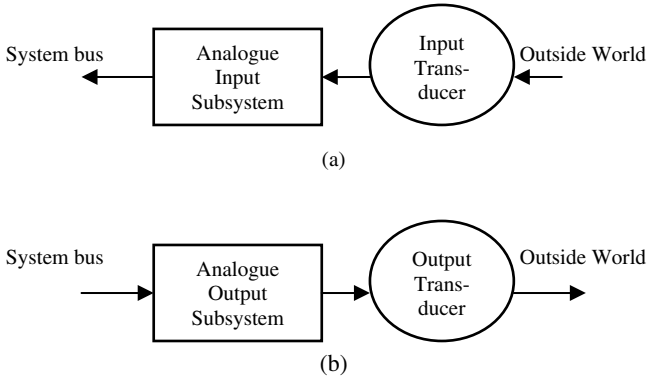 System bus
Analogue
Input
Subsystem
Input
Trans-
ducer
Outside World
(a)
System bus
Analogue
Output
Subsystem
Output
Trans-
ducer
Outside World
(b)